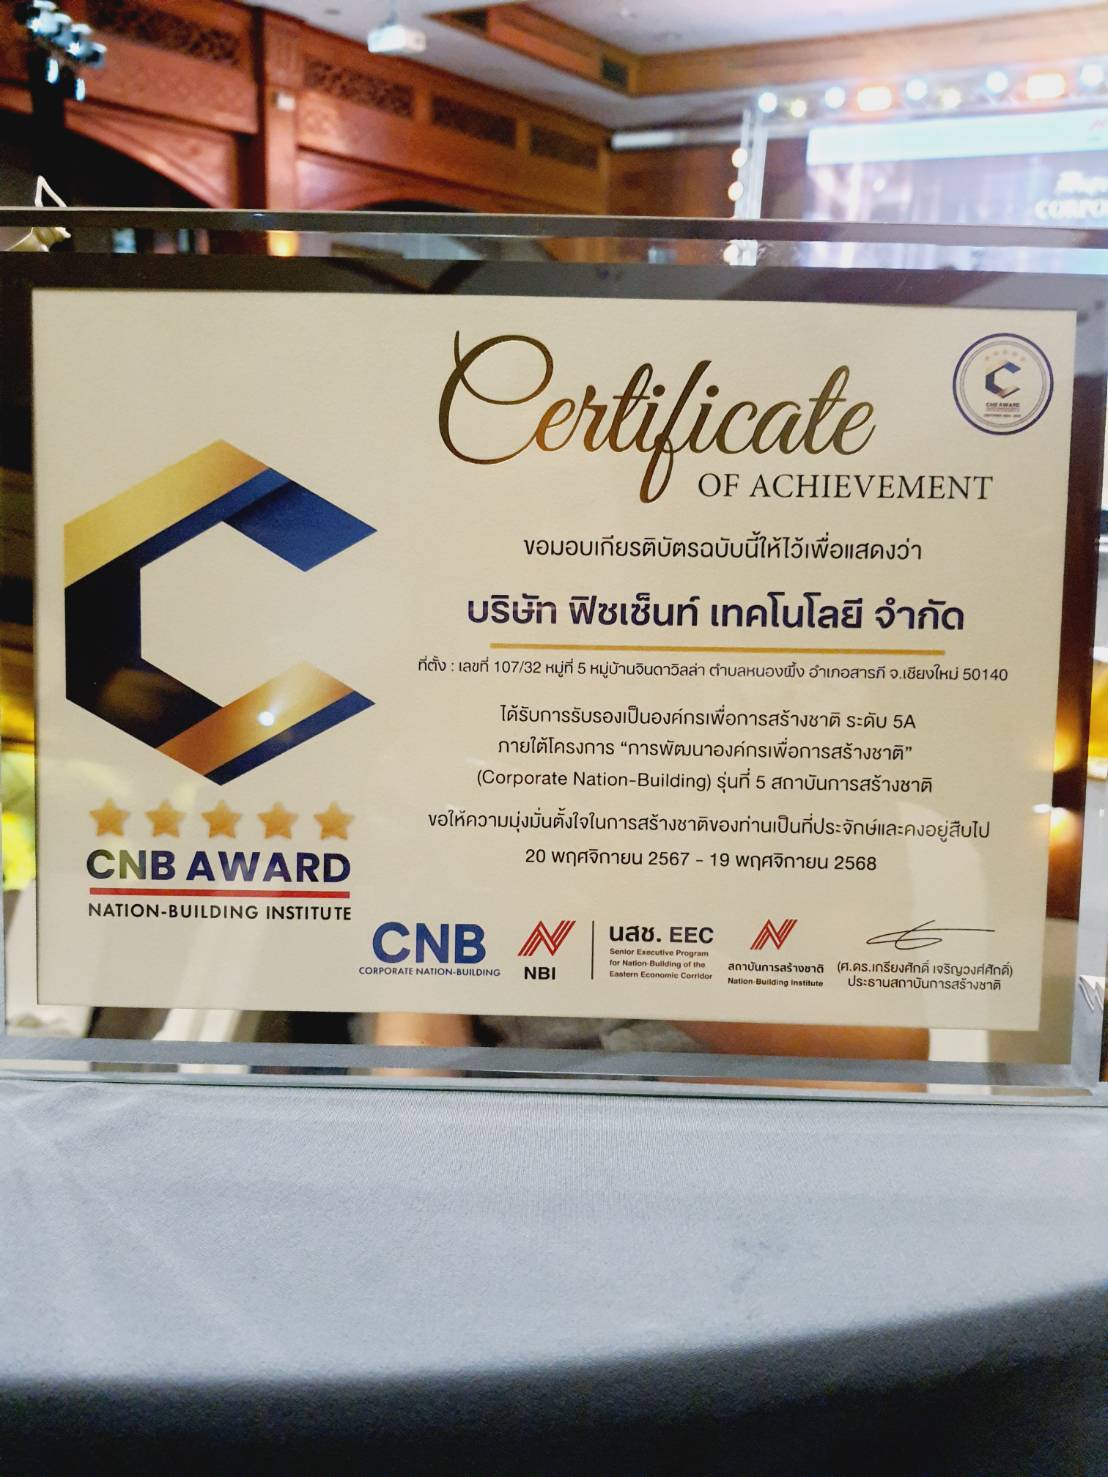 Certificate
OF ACHIEVEMENT
CNB AWARD
ขอมอบเกียรติบัตรฉบับนี้ให้ไว้เพื่อแสดงว่า
บริษัท ฟิซเซ็นท์ เทคโนโลยี จำกัด
ที่ตั้ง : เลขที่ 107/32 หมู่ที่ 5 หมู่บ้านจินดาวิลล่า ตำบลหนองผึ้ง อำเภอสารภี จ.เชียงใหม่ 50140
ได้รับการรับรองเป็นองค์กรเพื่อการสร้างชาติ ระดับ 5A
ภายใต้โครงการ “การพัฒนาองค์กรเพื่อการสร้างชาติ”
(Corporate Nation-Building) รุ่นที่ 5 สถาบันการสร้างชาติ
ขอให้ความมุ่งมั่นตั้งใจในการสร้างชาติของท่านเป็นที่ประจักษ์และคงอยู่สืบไป
20 พฤศจิกายน 2567 - 19 พฤศจิกายน 2568
CNB AWARD
NATION-BUILDING INSTITUTE
CNB
CORPORATE NATION-BUILDING
NBI
นสช. EEC
Senior Executive Program
for Nation-Building of the
Eastern Economic Corridor
สถาบันการสร้างชาติ
Nation-Building Institute
(ศ.ดร.เกรียงศักดิ์ เจริญวงศ์ศักดิ์)
ประธานสถาบันการสร้างชาติ